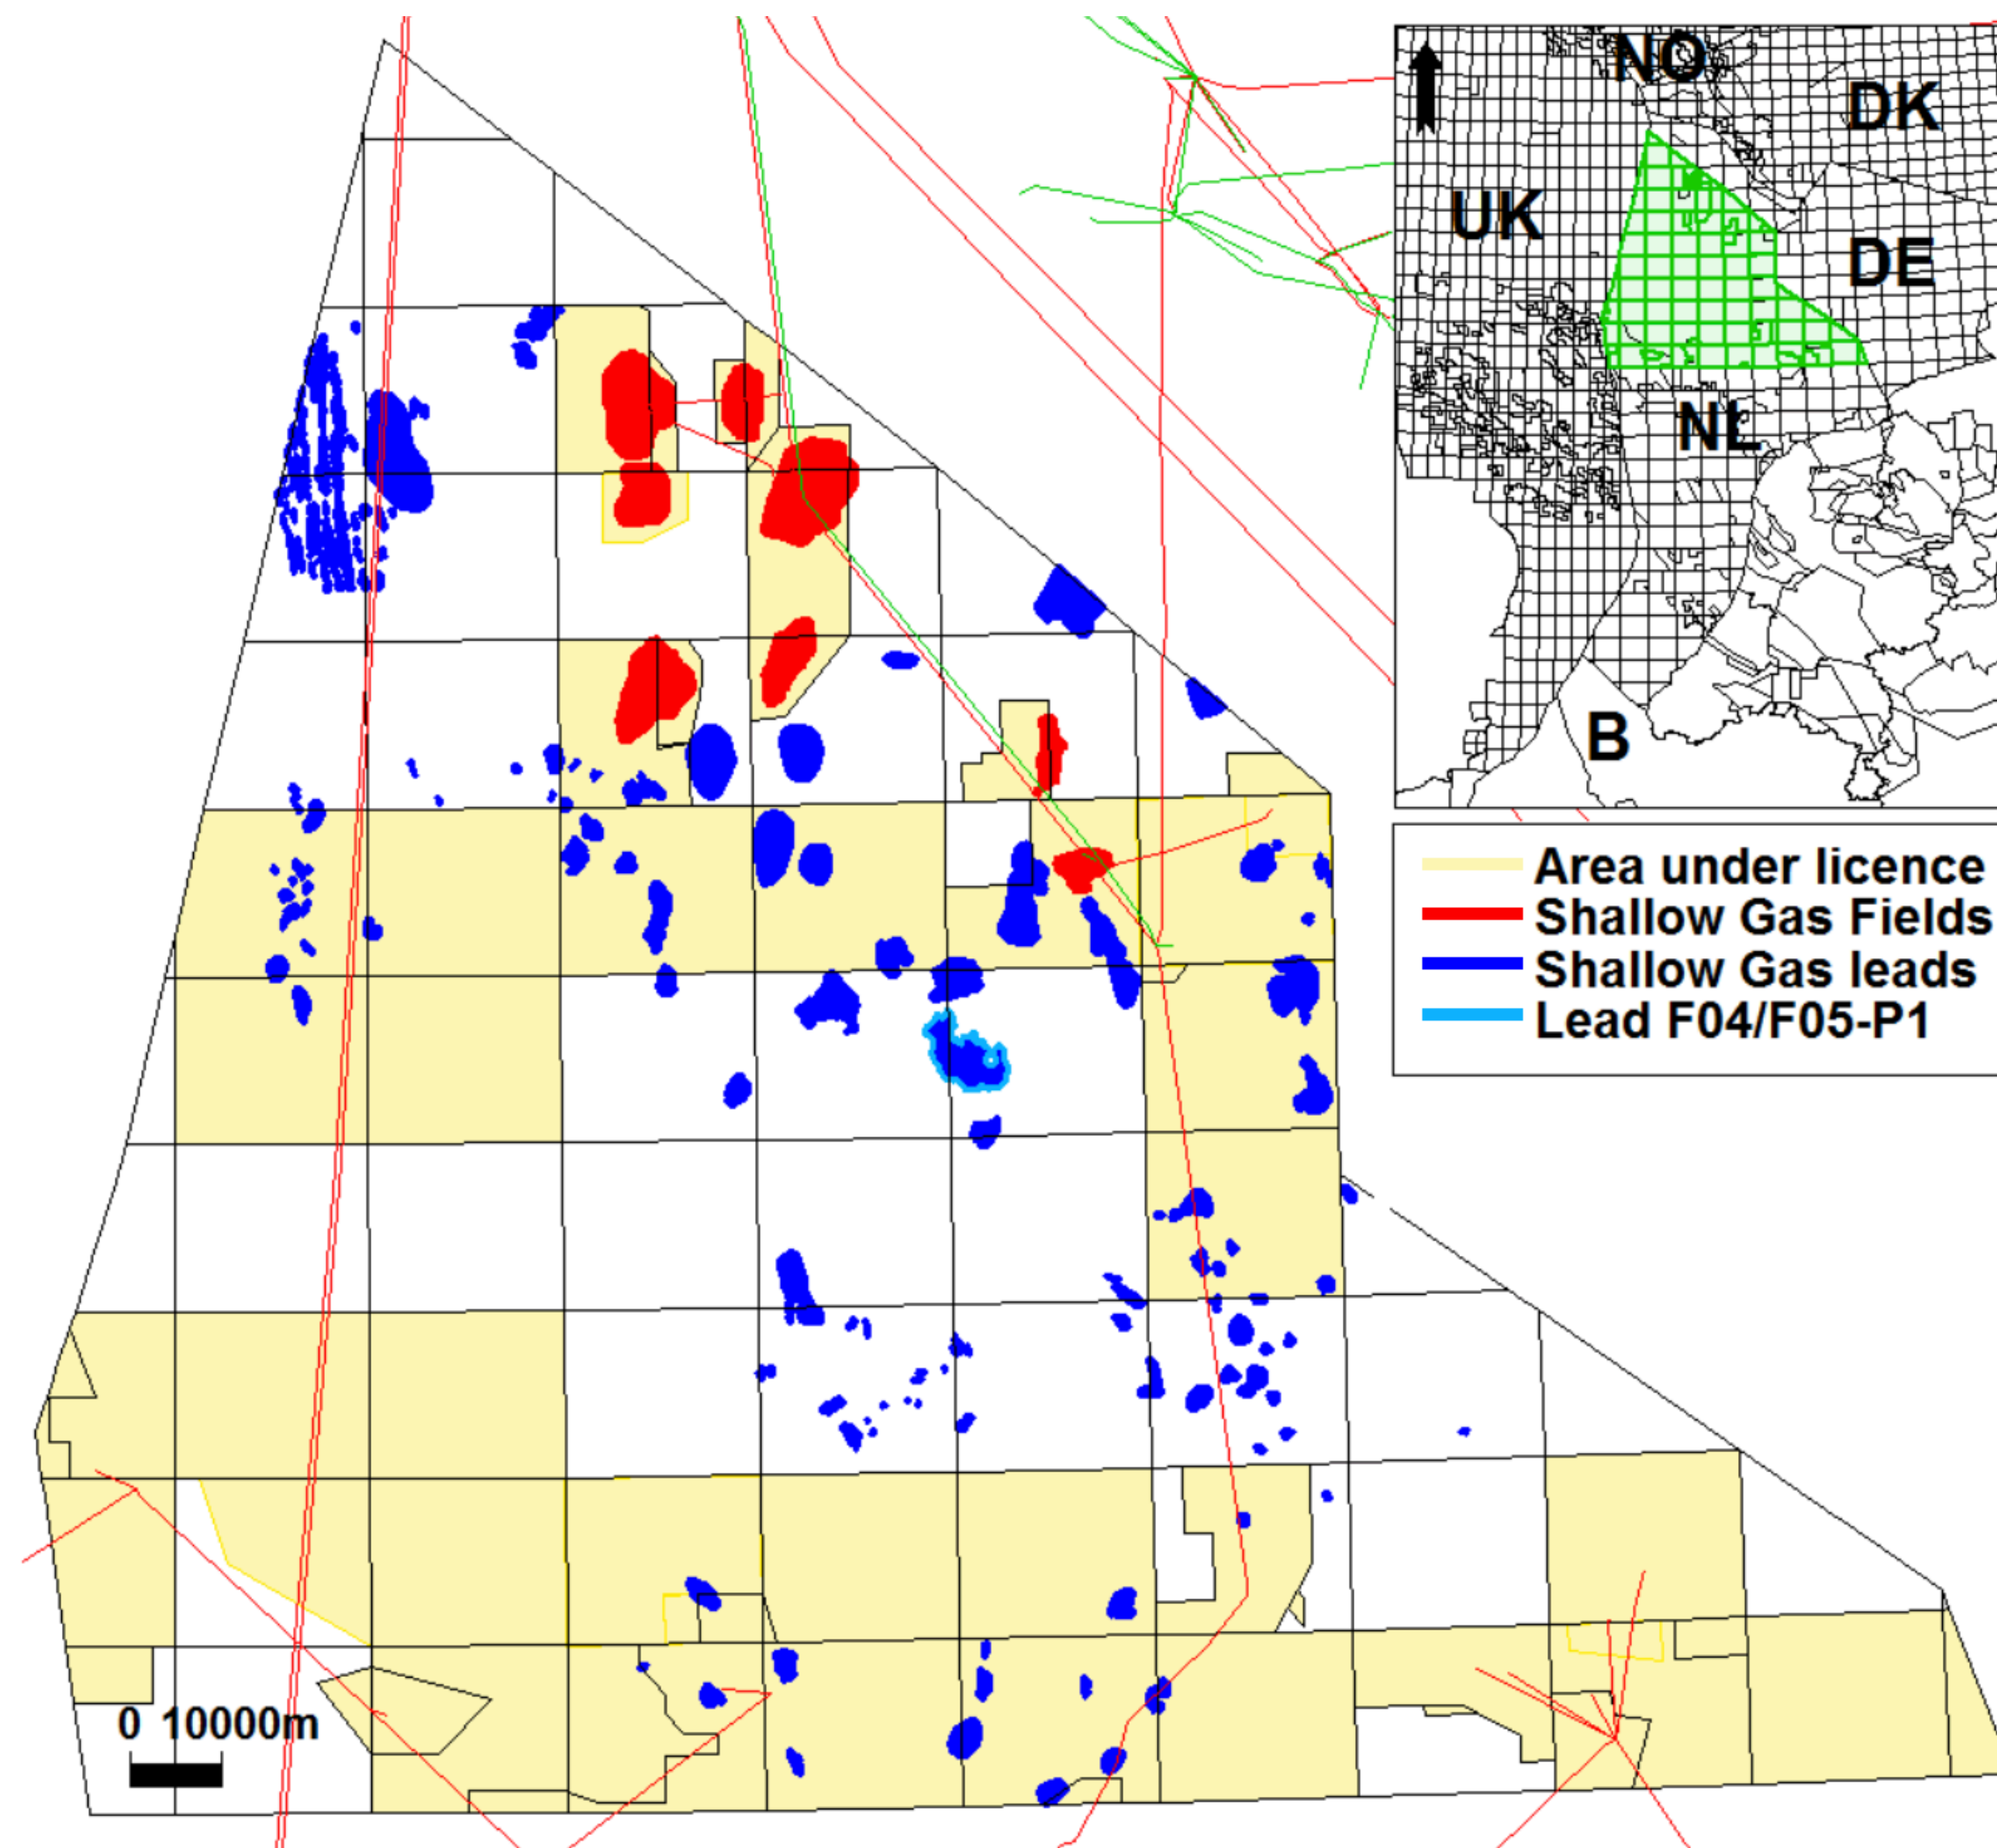 NO
DK
UK
DE
NL
B
Area under licence
Shallow Gas Fields
Shallow Gas leads
Lead F04/F05-P1
0 10000m